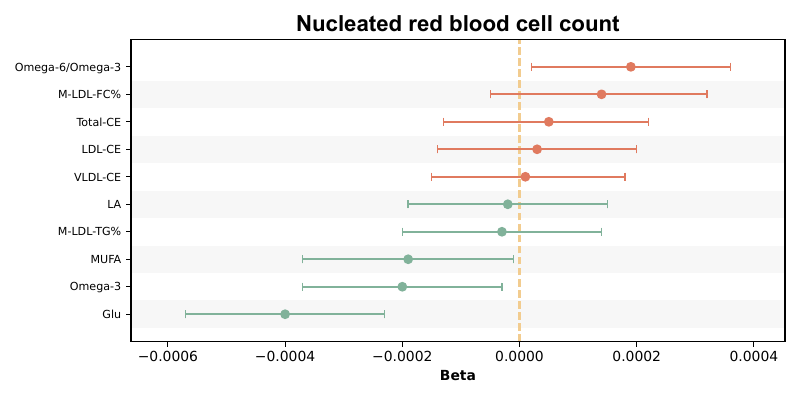 Nucleated red blood cell count
Omega-6/Omega-3
M-LDL-FC%
Total-CE
LDL-CE
VLDL-CE
LA
M-LDL-TG%
MUFA
Omega-3
Glu
−0.0006 −0.0004 −0.0002 0.0000 0.0002 0.0004
Beta